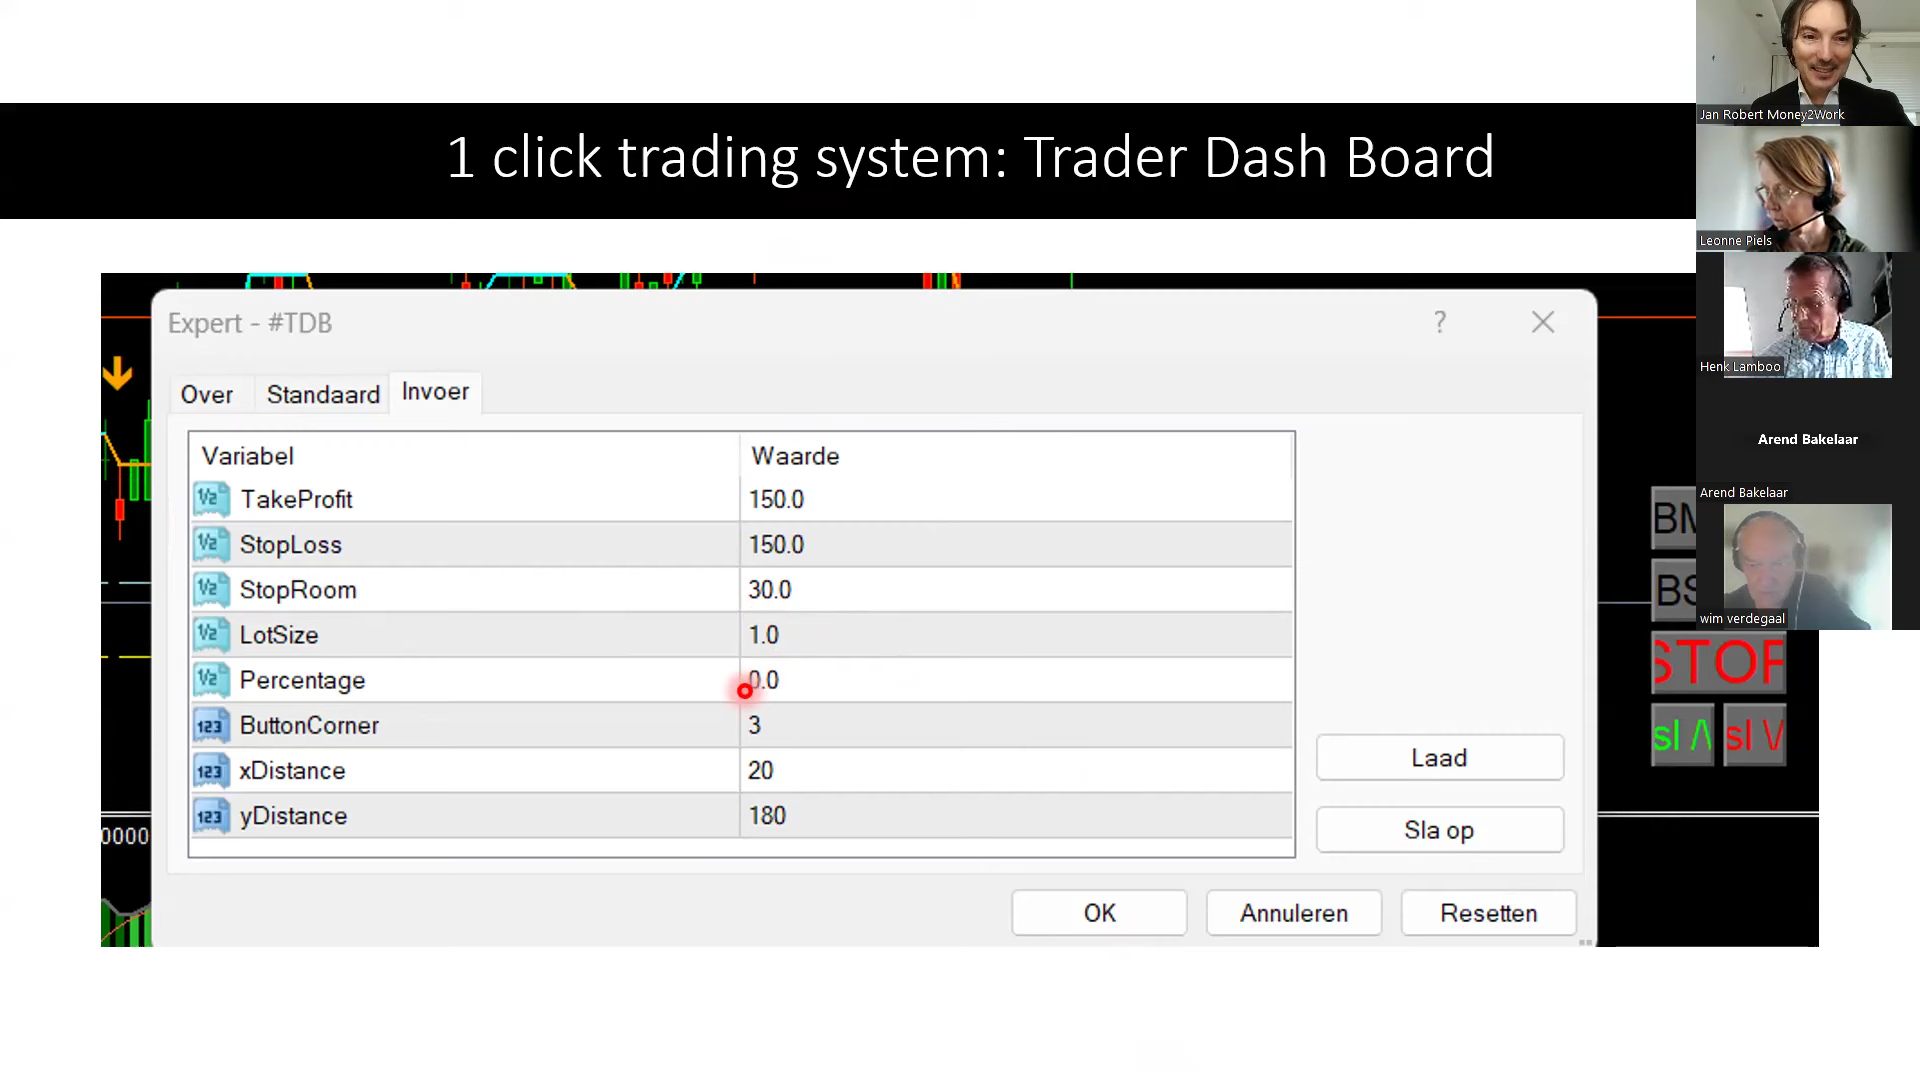 1 click trading system: Trader Dash Board
Jan Robert Money2Work
Leonne Piels
Henk Lamboo
Arend Bakelaar
Arend Bakelaar
wim verdegaal
Expert - #TDB
?
Over Standaard Invoer
Variabel Waarde
TakeProfit 150.0
StopLoss 150.0
StopRoom 30.0
LotSize 1.0
Percentage 0.0
ButtonCorner 3
xDistance 20
yDistance 180
Laad
Sla op
OK Annuleren Resetten
BS
STOP
sl /\ sl \/
0000